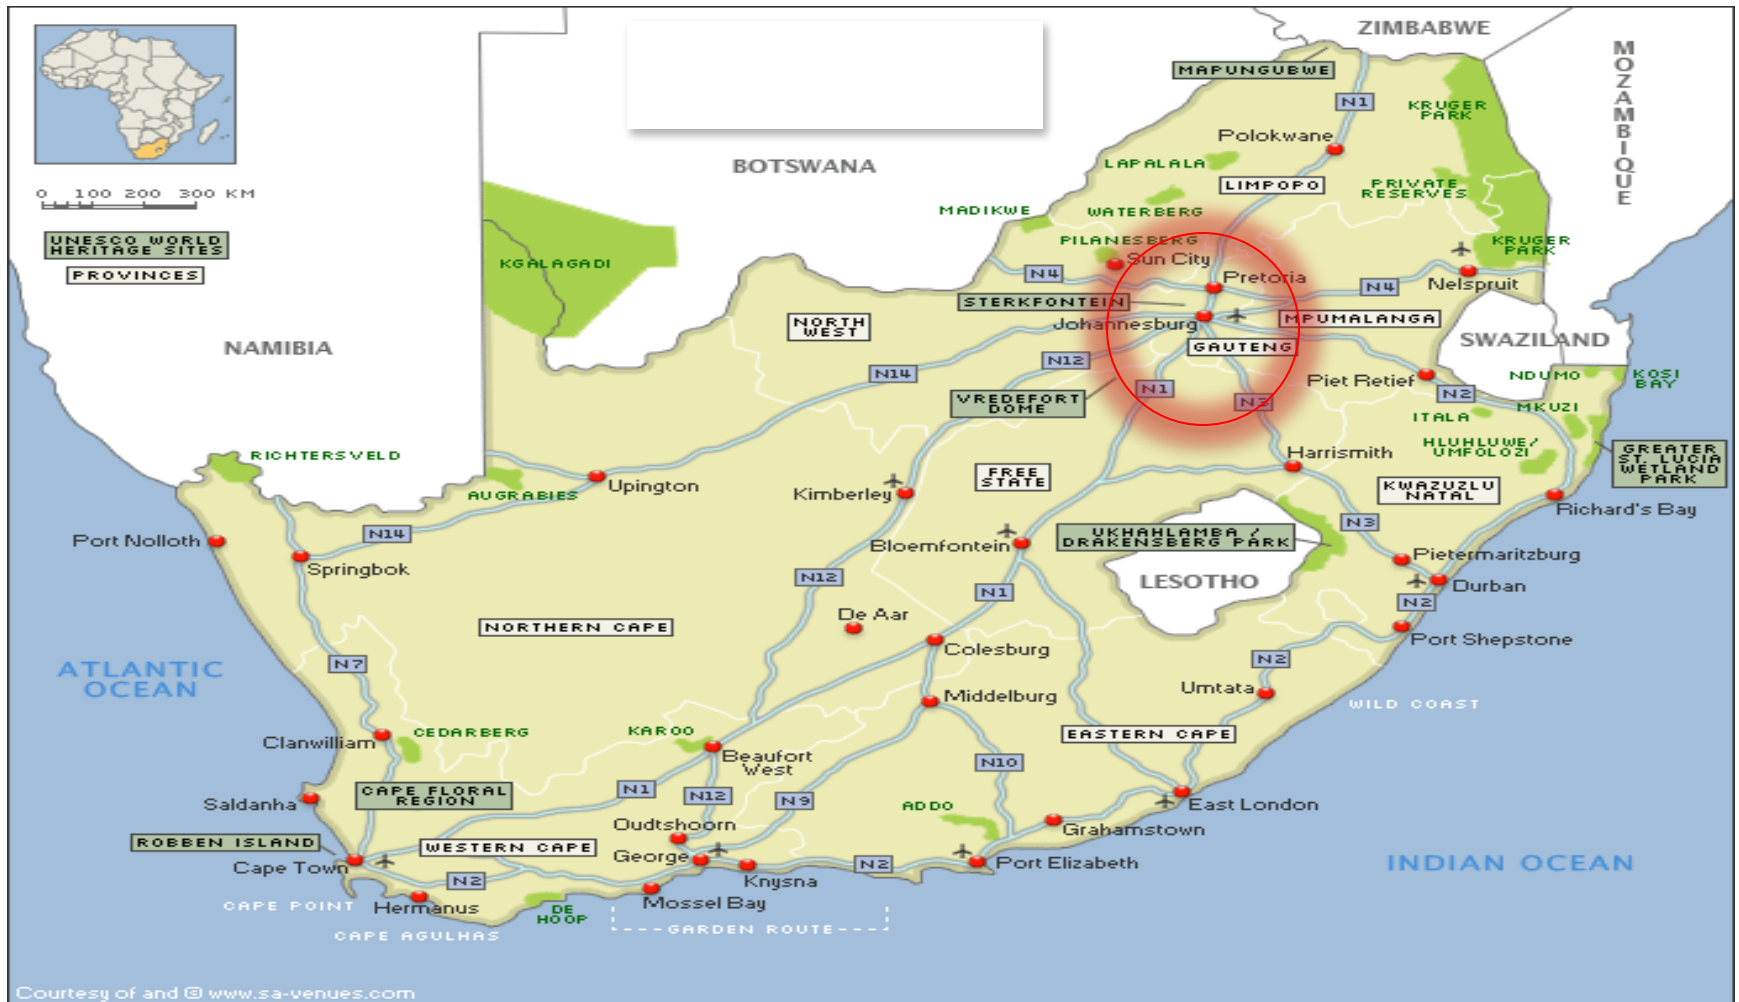 ZIMBABWE
MOZAMBIQUE
MAPUNGUBWE
N1
KRUGER
PARK
Polokwane
LAPALALA
LIMPOPO
PRIVATE
RESERVES
BOTSWANA
0 100 200 300 KM
MADIKWE
WATERBERG
UNESCO WORLD
HERITAGE SITES
PROVINCES
PILANESBERG
KRUGER
PARK
Sun City
KGALAGADI
N4
Pretoria
N4
Nelspruit
STERKFONTEIN
NORTH
WEST
Johannesburg
MPUMALANGA
SWAZILAND
NAMIBIA
GAUTENG
N12
N14
N1
Piet Retief
NDUMO
KOSI
BAY
VREDEFORT
DOME
N3
N2
ITALA
MKUZI
RICHTERSVELD
HLUHLUWE/
UMFOLOZI
GREATER
ST. LUCIA
WETLAND
PARK
Harrismith
FREE
STATE
AUGRABIES
Upington
Kimberley
KWAZUZLU
NATAL
Richard's Bay
Port Nolloth
N14
N3
UKHAHLAMBA /
DRAKENSBERG PARK
Bloemfontein
Pietermaritzburg
Springbok
N12
LESOTHO
Durban
N1
N2
De Aar
NORTHERN CAPE
Port Shepstone
Colesburg
ATLANTIC
OCEAN
N7
N2
Middelburg
Umtata
WILD COAST
Clanwilliam
CEDARBERG
KAROO
EASTERN CAPE
Beaufort
West
N10
CAPE FLORAL
REGION
N1
N12
N9
Saldanha
ADDO
East London
Oudtshoorn
Grahamstown
ROBBEN ISLAND
WESTERN CAPE
George
Cape Town
N2
Port Elizabeth
INDIAN OCEAN
N2
Knysna
CAPE POINT
Hermanus
DE
HOOP
Mossel Bay
GARDEN ROUTE
CAPE AGULHAS
Courtesy of and © www.sa-venues.com